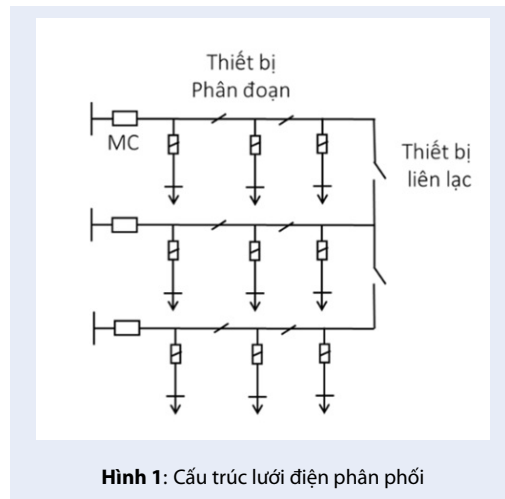 Thiết bị
Phân đoạn
MC
Thiết bị
liên lạc
Hình 1: Cấu trúc lưới điện phân phối